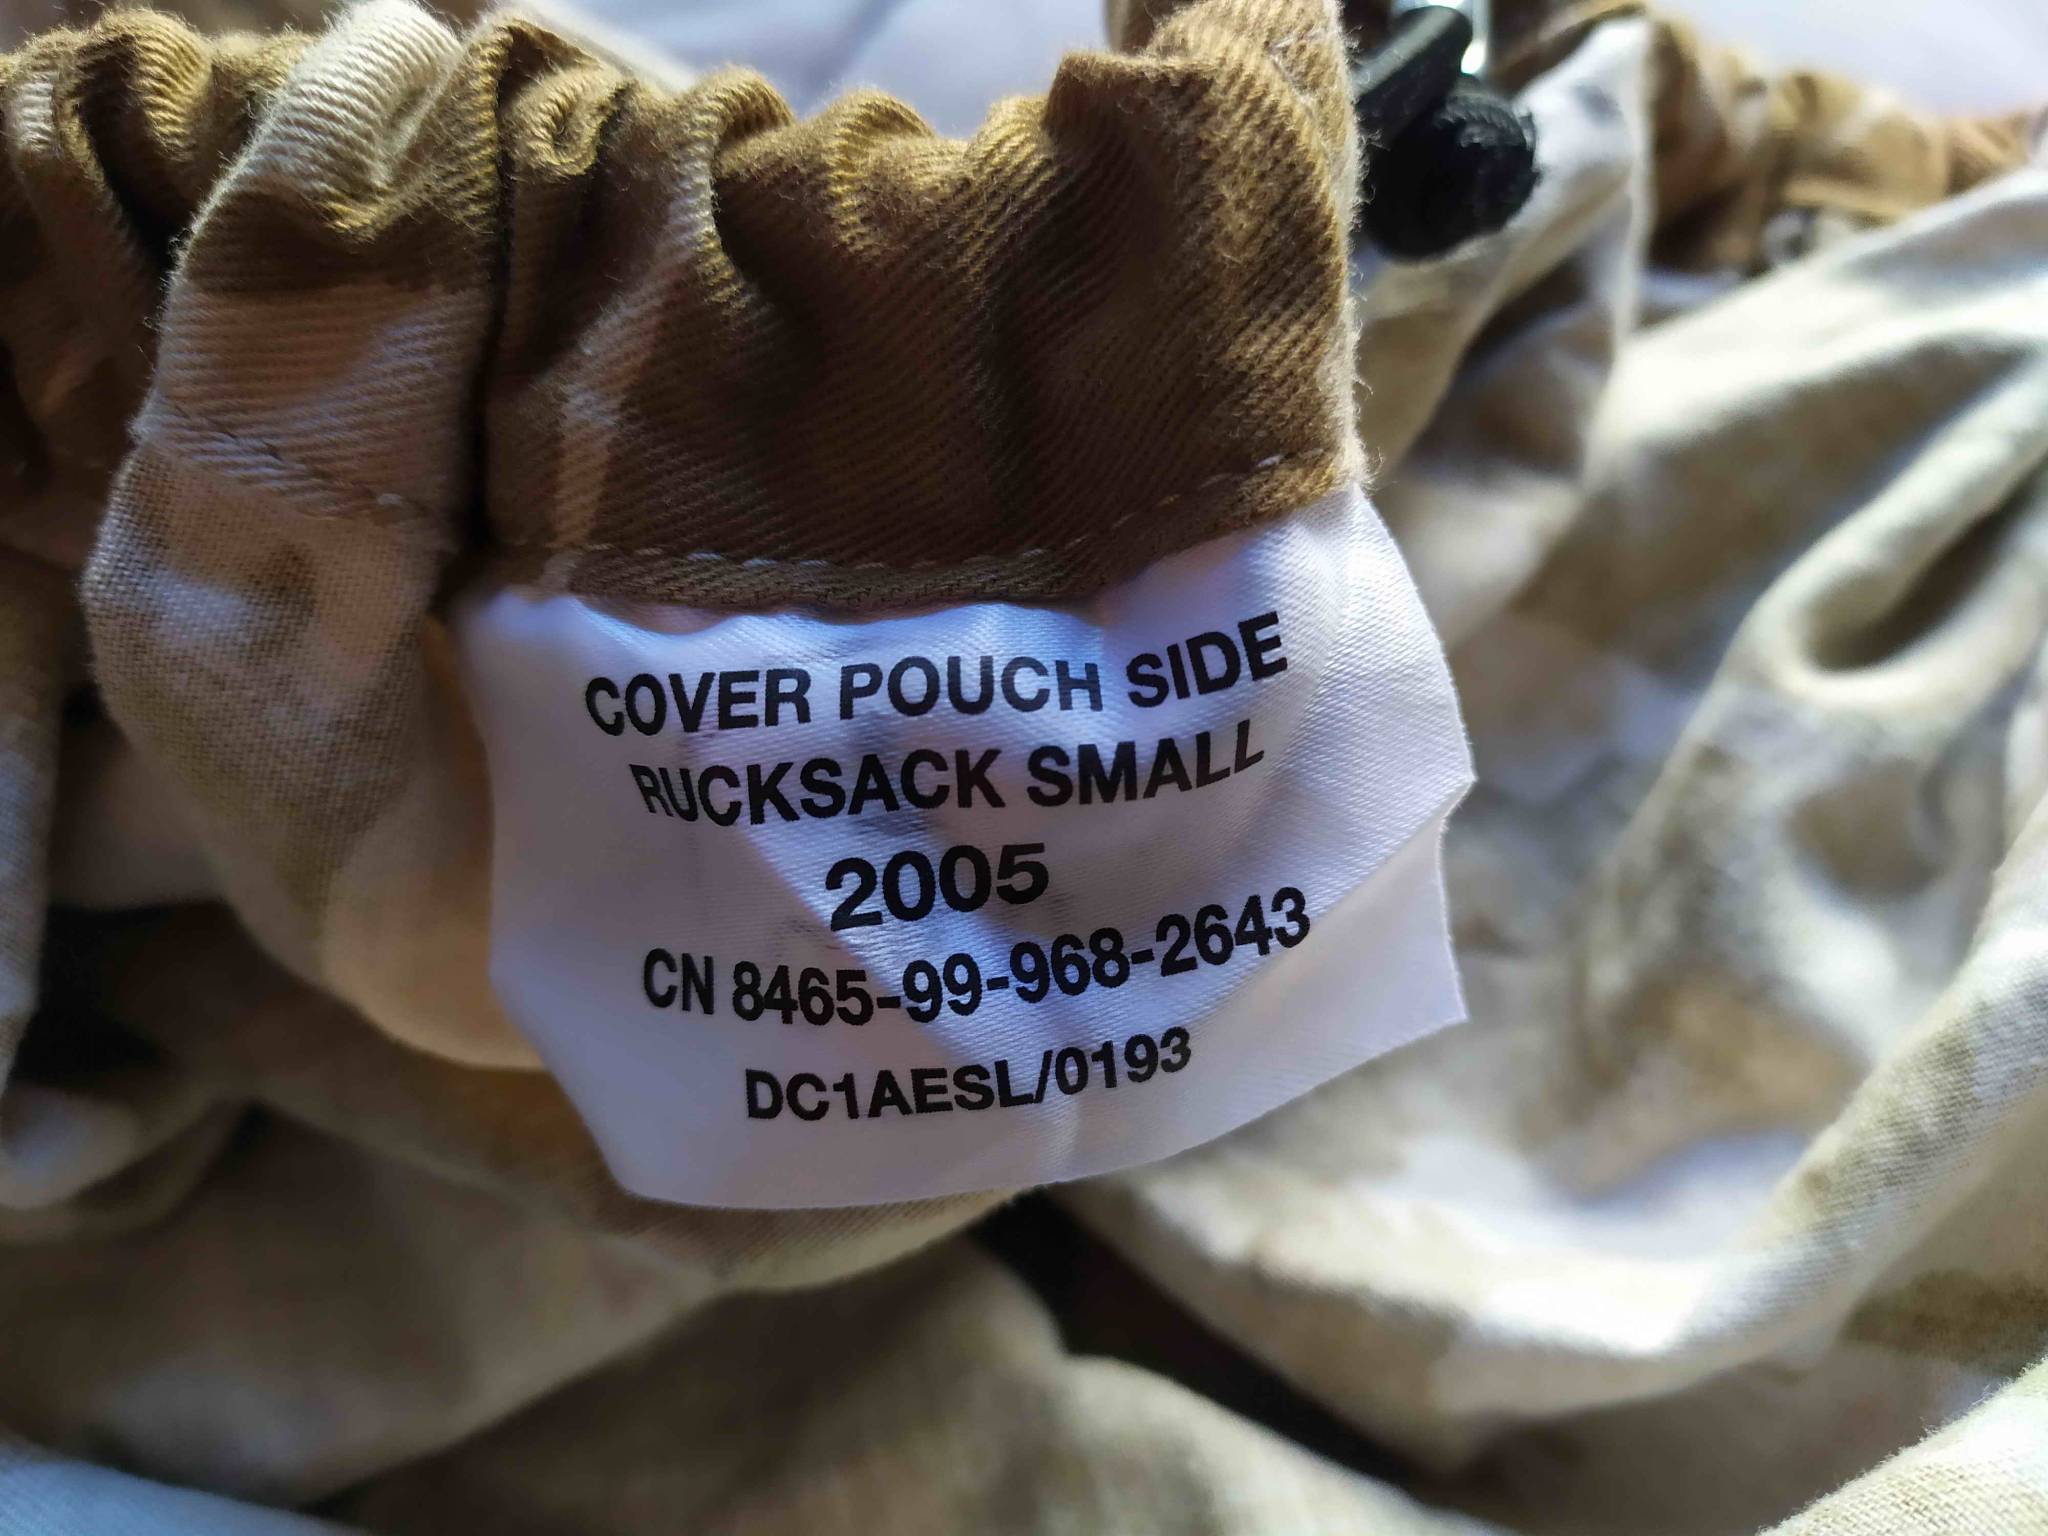 COVER POUCH SIDE
RUCKSACK SMALL
2005
CN 8465-99-968-2643
DC1AESL/0193